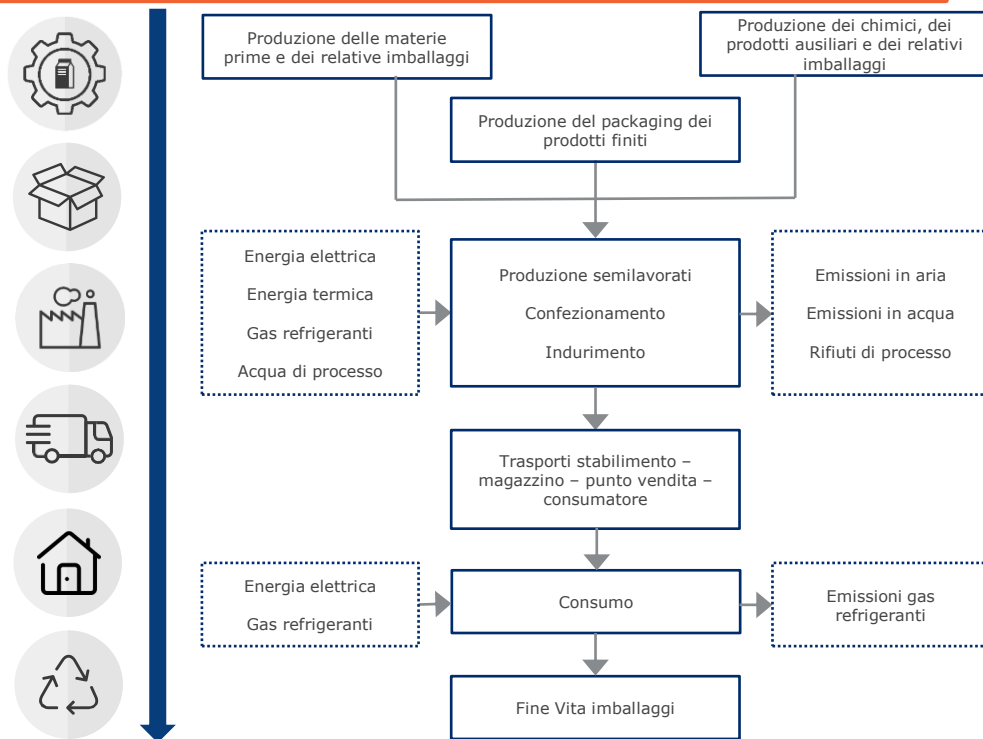 Produzione delle materie
prime e dei relative imballaggi
Produzione dei chimici, dei
prodotti ausiliari e dei relativi
imballaggi
Produzione del packaging dei
prodotti finiti
Energia elettrica
Energia termica
Gas refrigeranti
Acqua di processo
Produzione semilavorati
Confezionamento
Indurimento
Emissioni in aria
Emissioni in acqua
Rifiuti di processo
Trasporti stabilimento –
magazzino – punto vendita –
consumatore
Energia elettrica
Gas refrigeranti
Consumo
Emissioni gas
refrigeranti
Fine Vita imballaggi